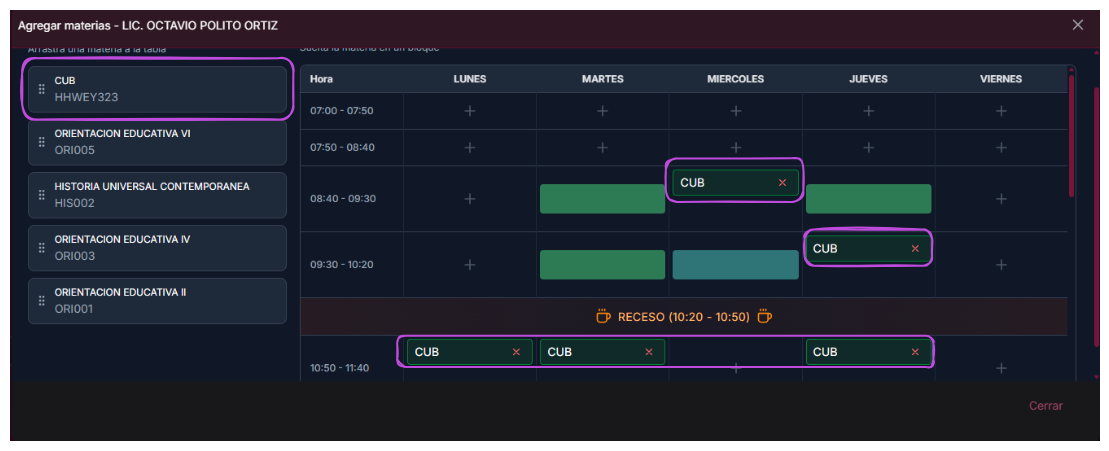 Agregar materias - LIC. OCTAVIO POLITO ORTIZ
Arrastra una materia a la tabla
Suelta la materia en un bloque
CUB
HHWEY323
ORIENTACION EDUCATIVA VI
ORI005
HISTORIA UNIVERSAL CONTEMPORANEA
HIS002
ORIENTACION EDUCATIVA IV
ORI003
ORIENTACION EDUCATIVA II
ORI001
Hora LUNES MARTES MIERCOLES JUEVES VIERNES
07:00 - 07:50
07:50 - 08:40
CUB
08:40 - 09:30
CUB
09:30 - 10:20
RECESO (10:20 - 10:50)
CUB CUB CUB
10:50 - 11:40
Cerrar